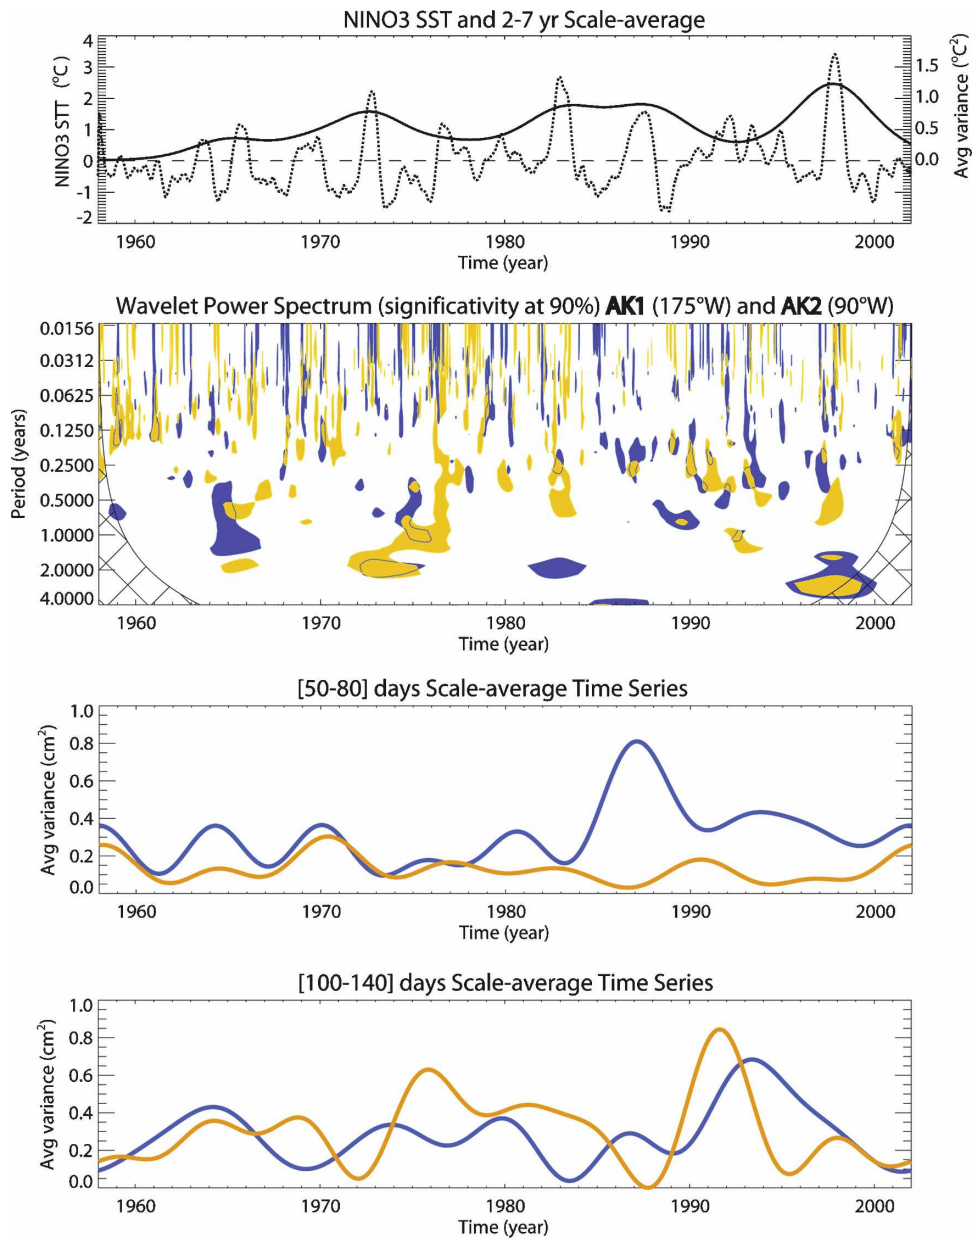 NINO3 SST and 2-7 yr Scale-average
NINO3 STT (°C)
4
3
2
1
0
-1
-2
1.5
1.0
0.5
0.0
Avg variance (°C²)
1960 1970 1980 1990 2000
Time (year)
Wavelet Power Spectrum (significativity at 90%) AK1 (175°W) and AK2 (90°W)
Period (years)
0.0156
0.0312
0.0625
0.1250
0.2500
0.5000
1.0000
2.0000
4.0000
1960 1970 1980 1990 2000
Time (year)
[50-80] days Scale-average Time Series
Avg variance (cm²)
1.0
0.8
0.6
0.4
0.2
0.0
1960 1970 1980 1990 2000
Time (year)
[100-140] days Scale-average Time Series
Avg variance (cm²)
1.0
0.8
0.6
0.4
0.2
0.0
1960 1970 1980 1990 2000
Time (year)